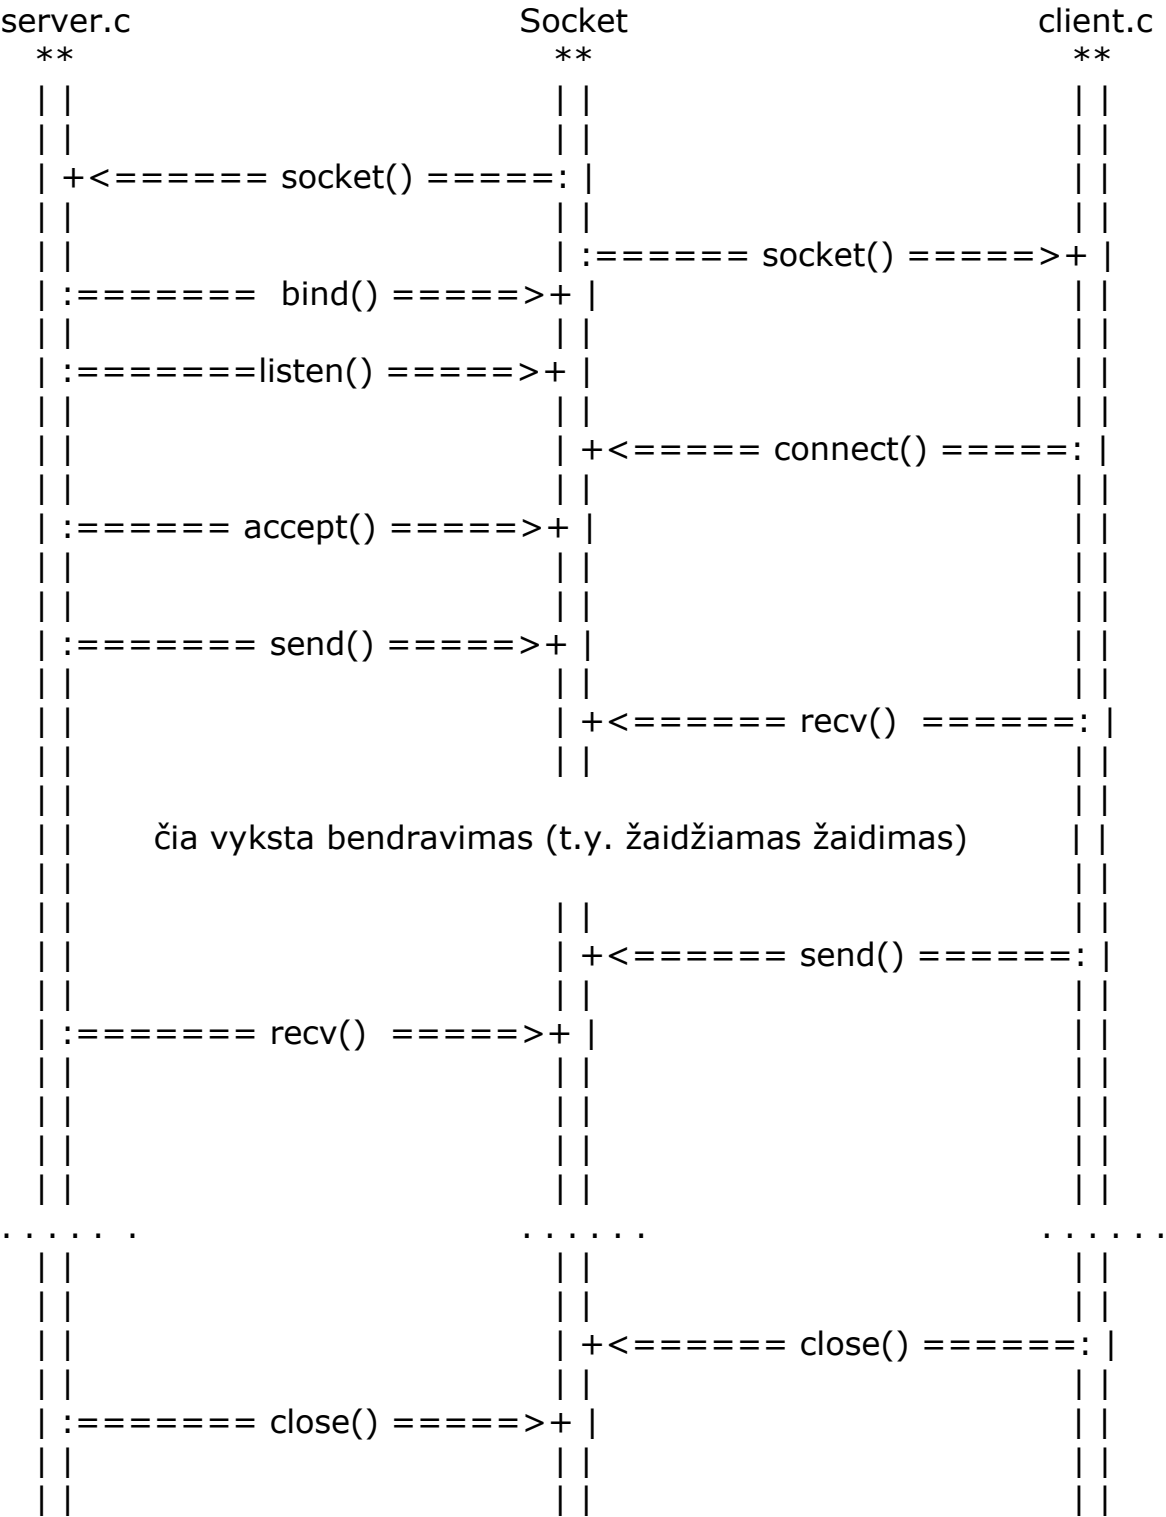 server.c Socket client.c
** ** **
| | | | | |
| | | | | |
| +<====== socket() =====: | | |
| | | | | |
| | | :====== socket() =====>+ |
| :=======  bind() =====>+ | | |
| | | | | |
| :=======listen() =====>+ | | |
| | | | | |
| | | +<===== connect() =====: |
| | | | | |
| :====== accept() =====>+ | | |
| | | | | |
| | | | | |
| :======= send() =====>+ | | |
| | | | | |
| | | +<====== recv()  ======: |
| | | | | |
| | | |
| | čia vyksta bendravimas (t.y. žaidžiamas žaidimas) | |
| | | |
| | | | | |
| | | +<====== send() ======: |
| | | | | |
| :======= recv()  =====>+ | | |
| | | | | |
| | | | | |
| | | | | |
| | | | | |
. . . . .  . . . . . . . . . . . . .
| | | | | |
| | | | | |
| | | +<====== close() ======: |
| | | | | |
| :======= close() =====>+ | | |
| | | | | |
| | | | | |